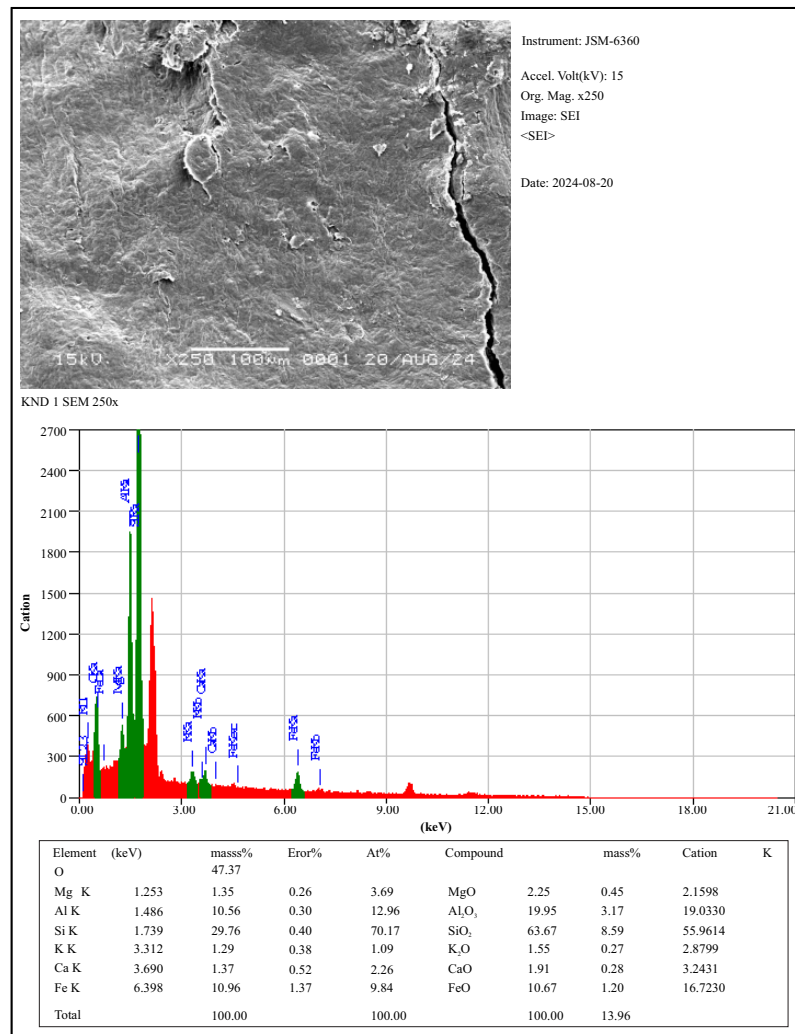 Instrument: JSM-6360
Accel. Volt(kV): 15
Org. Mag. x250
Image: SEI
<SEI>
Date: 2024-08-20
15kV. X250 100µm 0001 20/AUG/24
KND 1 SEM 250x
2700
2400
2100
1800
1500
1200
900
600
300
0
Cation
0.00 3.00 6.00 9.00 12.00 15.00 18.00 21.00
(keV)
Element (keV) masss% Eror% At% Compound mass% Cation K
O 47.37
Mg K 1.253 1.35 0.26 3.69 MgO 2.25 0.45 2.1598
Al K 1.486 10.56 0.30 12.96 Al₂O₃ 19.95 3.17 19.0330
Si K 1.739 29.76 0.40 70.17 SiO₂ 63.67 8.59 55.9614
K K 3.312 1.29 0.38 1.09 K₂O 1.55 0.27 2.8799
Ca K 3.690 1.37 0.52 2.26 CaO 1.91 0.28 3.2431
Fe K 6.398 10.96 1.37 9.84 FeO 10.67 1.20 16.7230
Total 100.00 100.00 100.00 13.96